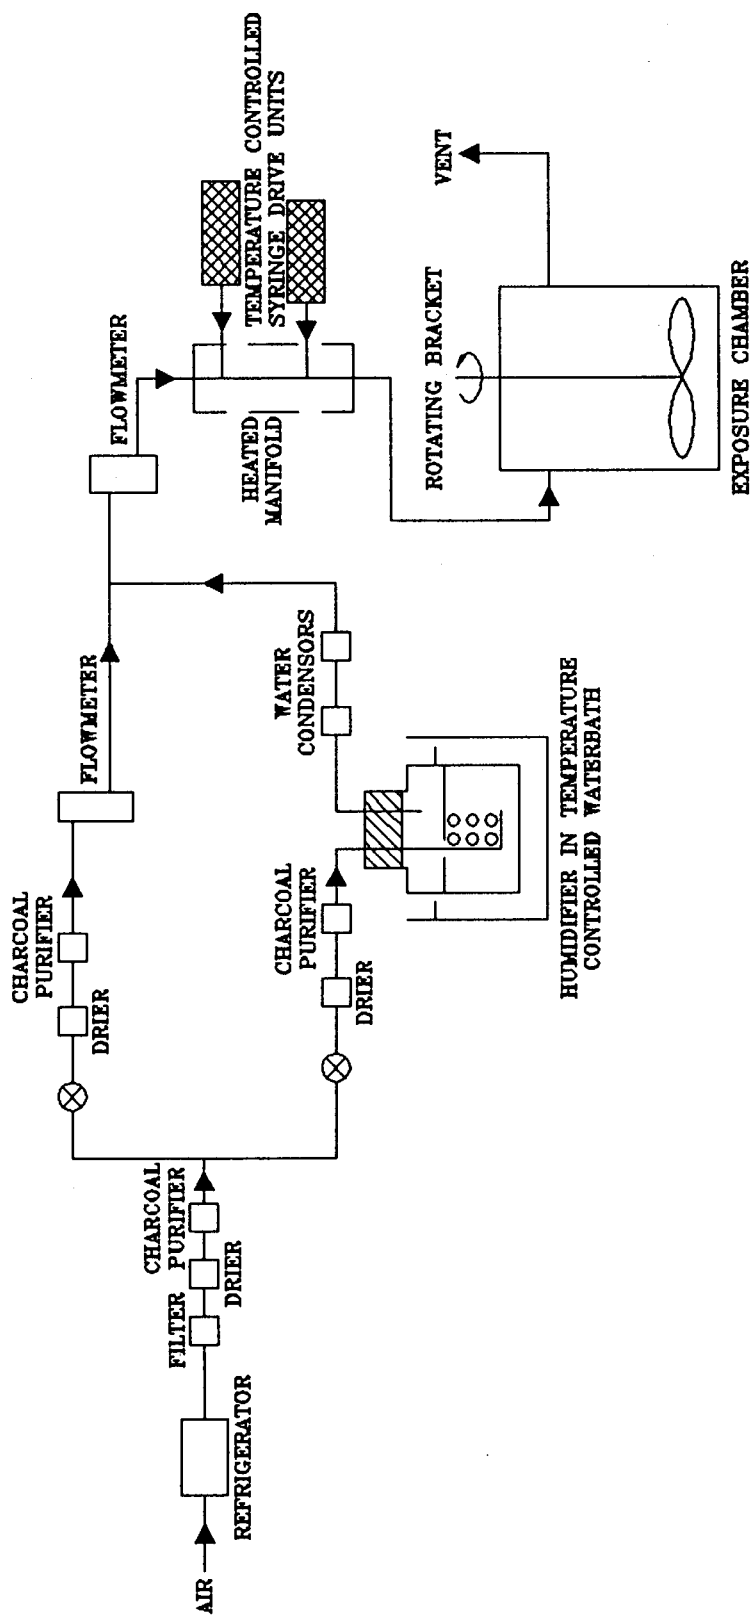 AIR
REFRIGERATOR
FILTER
DRIER
CHARCOAL
PURIFIER
DRIER
CHARCOAL
PURIFIER
FLOWMETER
DRIER
CHARCOAL
PURIFIER
HUMIDIFIER IN TEMPERATURE
CONTROLLED WATERBATH
WATER
CONDENSORS
FLOWMETER
HEATED
MANIFOLD
TEMPERATURE CONTROLLED
SYRINGE DRIVE UNITS
ROTATING BRACKET
VENT
EXPOSURE CHAMBER